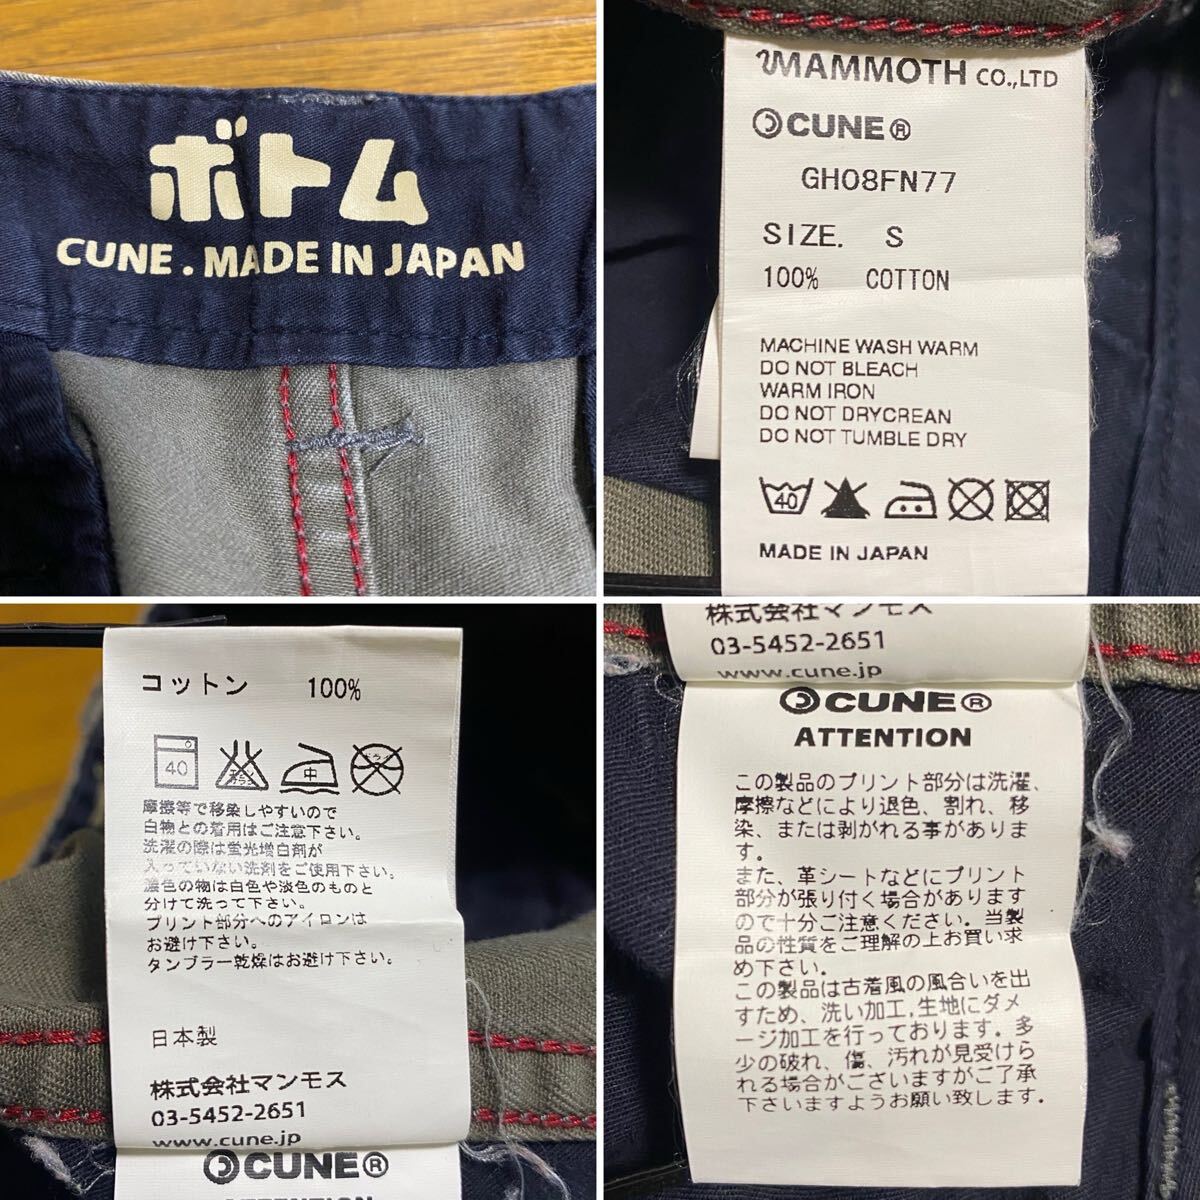 ボトム
CUNE. MADE IN JAPAN
MAMMOTH CO.,LTD
CUNE®
GH08FN77
SIZE. S
100% COTTON
MACHINE WASH WARM
DO NOT BLEACH
WARM IRON
DO NOT DRYCREAN
DO NOT TUMBLE DRY
40
MADE IN JAPAN
コットン 100%
40 中
摩擦等で移染しやすいので
白物との着用はご注意下さい。
洗濯の際は蛍光増白剤が
入っていない洗剤をご使用下さい。
濃色の物は白色や淡色のものと
分けて洗って下さい。
プリント部分へのアイロンは
お避け下さい。
タンブラー乾燥はお避け下さい。
日本製
株式会社マンモス
03-5452-2651
www.cune.jp
CUNE®
ATTENTION
株式会社マンモス
03-5452-2651
www.cune.jp
CUNE®
ATTENTION
この製品のプリント部分は洗濯、
摩擦などにより退色、割れ、移
染、または剥がれる事がありま
す。
また、革シートなどにプリント
部分が張り付く場合があります
ので十分ご注意ください。当製
品の性質をご理解の上お買い求
め下さい。
この製品は古着風の風合いを出
すため、洗い加工,生地にダメ
ージ加工を行っております。多
少の破れ、傷、汚れが見受けら
れる場合がございますがご了承
下さいますようお願い致します。